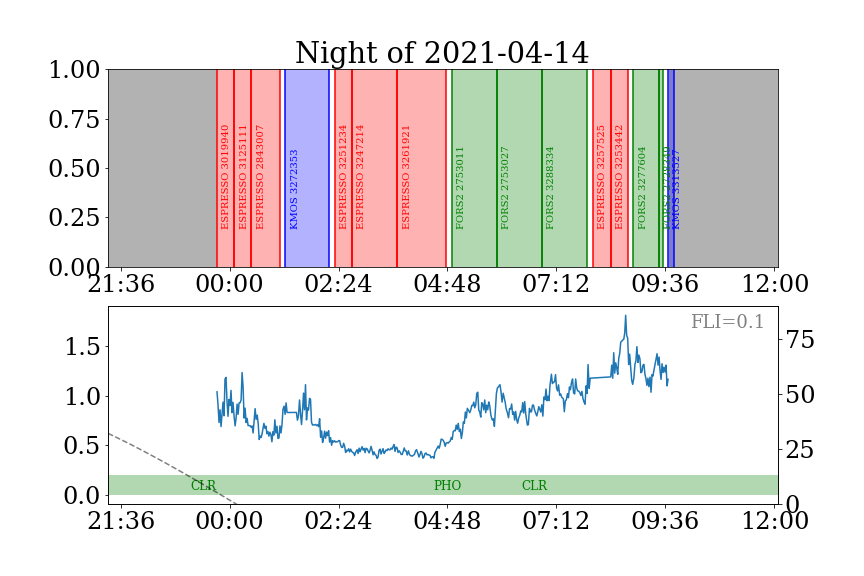 Night of 2021-04-14
1.00
0.75
0.50
0.25
0.00
ESPRESSO 3019940
ESPRESSO 3125111
ESPRESSO 2843007
KMOS 3272353
ESPRESSO 3251234
ESPRESSO 3247214
ESPRESSO 3261921
FORS2 2753011
FORS2 2753027
FORS2 3288334
ESPRESSO 3257525
ESPRESSO 3253442
FORS2 3277604
FORS2
KMOS 3313527
21:36 00:00 02:24 04:48 07:12 09:36 12:00
FLI=0.1
1.5
1.0
0.5
0.0
75
50
25
0
CLR PHO CLR
21:36 00:00 02:24 04:48 07:12 09:36 12:00